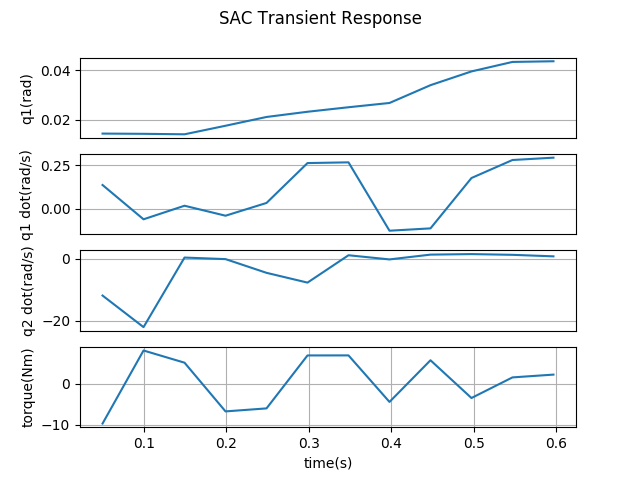 SAC Transient Response
q1(rad)
0.04
0.02
q1 dot(rad/s)
0.25
0.00
q2 dot(rad/s)
0
−20
torque(Nm)
0
−10
0.1 0.2 0.3 0.4 0.5 0.6
time(s)